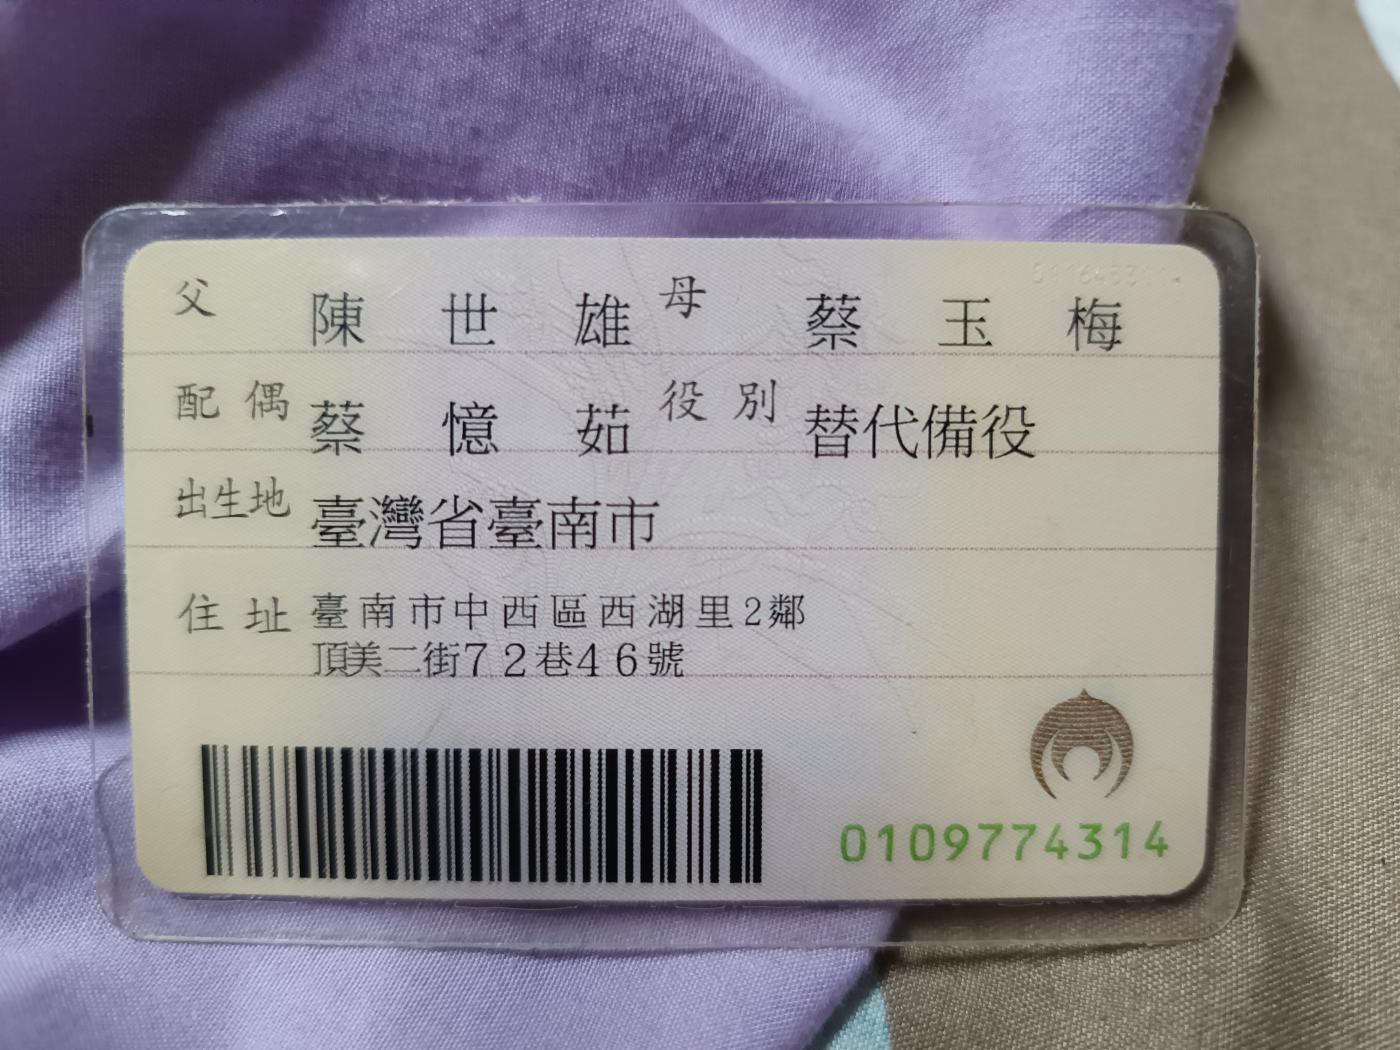 父 陳世雄 母 蔡玉梅
配偶 蔡憶茹 役別 替代備役
出生地 臺灣省臺南市
住址 臺南市中西區西湖里2鄰
頂美二街72巷46號
0109774314